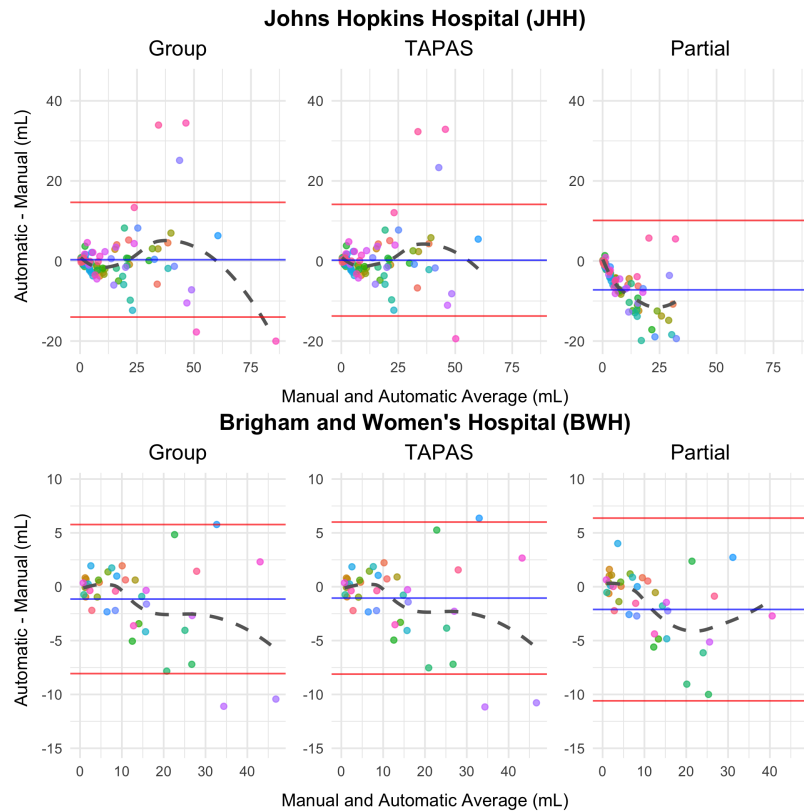 Johns Hopkins Hospital (JHH)
Group TAPAS Partial
Automatic - Manual (mL)
40 40 40
20 20 20
0 0 0
-20 -20 -20
0 25 50 75 0 25 50 75 0 25 50 75
Manual and Automatic Average (mL)
Brigham and Women's Hospital (BWH)
Group TAPAS Partial
Automatic - Manual (mL)
10 10 10
5 5 5
0 0 0
-5 -5 -5
-10 -10 -10
-15 -15 -15
0 10 20 30 40 0 10 20 30 40 0 10 20 30 40
Manual and Automatic Average (mL)